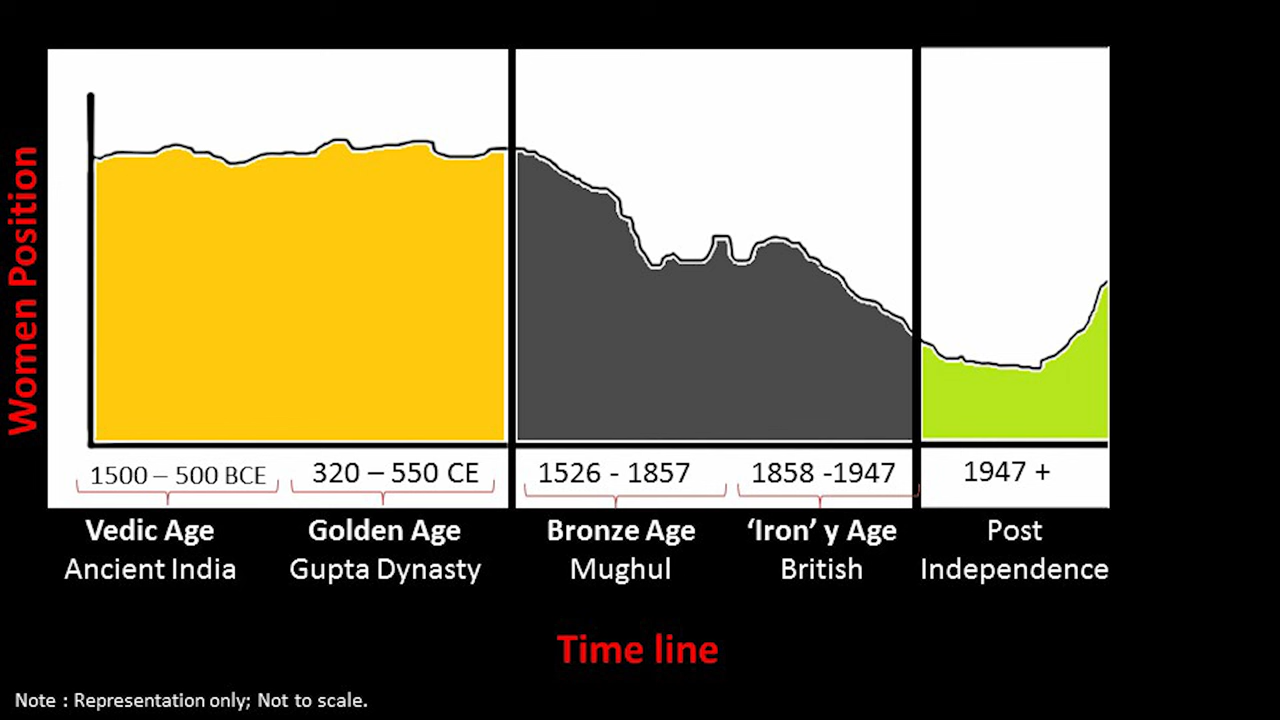 Women Position
1500 – 500 BCE
320 – 550 CE
1526 - 1857
1858 -1947
1947 +
Vedic Age
Ancient India
Golden Age
Gupta Dynasty
Bronze Age
Mughul
‘Iron’ y Age
British
Post
Independence
Time line
Note : Representation only; Not to scale.